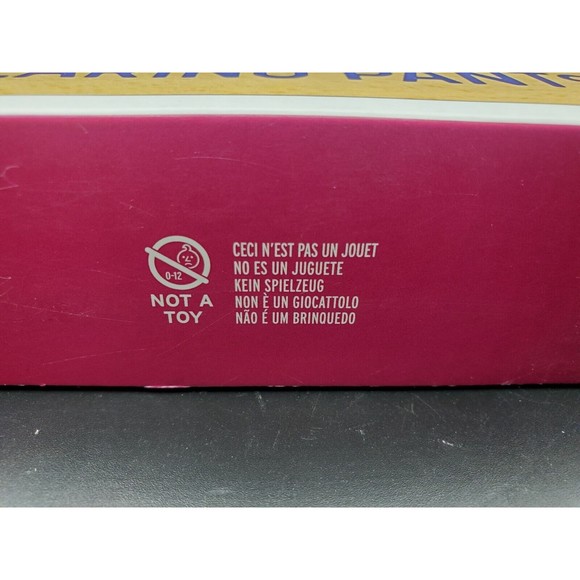 PANTS
0-12
NOT A
TOY
CECI N'EST PAS UN JOUET
NO ES UN JUGUETE
KEIN SPIELZEUG
NON È UN GIOCATTOLO
NÃO É UM BRINQUEDO